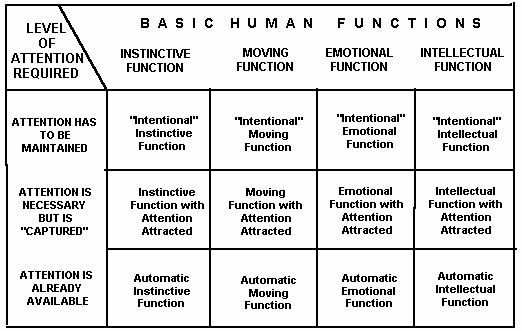 LEVEL
OF
ATTENTION
REQUIRED
BASIC HUMAN FUNCTIONS
INSTINCTIVE
FUNCTION
MOVING
FUNCTION
EMOTIONAL
FUNCTION
INTELLECTUAL
FUNCTION
ATTENTION HAS
TO BE
MAINTAINED
"Intentional"
Instinctive
Function
"Intentional"
Moving
Function
"Intentional"
Emotional
Function
"Intentional"
Intellectual
Function
ATTENTION IS
NECESSARY
BUT IS
"CAPTURED"
Instinctive
Function with
Attention
Attracted
Moving
Function with
Attention
Attracted
Emotional
Function with
Attention
Attracted
Intellectual
Function with
Attention
Attracted
ATTENTION IS
ALREADY
AVAILABLE
Automatic
Instinctive
Function
Automatic
Moving
Function
Automatic
Emotional
Function
Automatic
Intellectual
Function